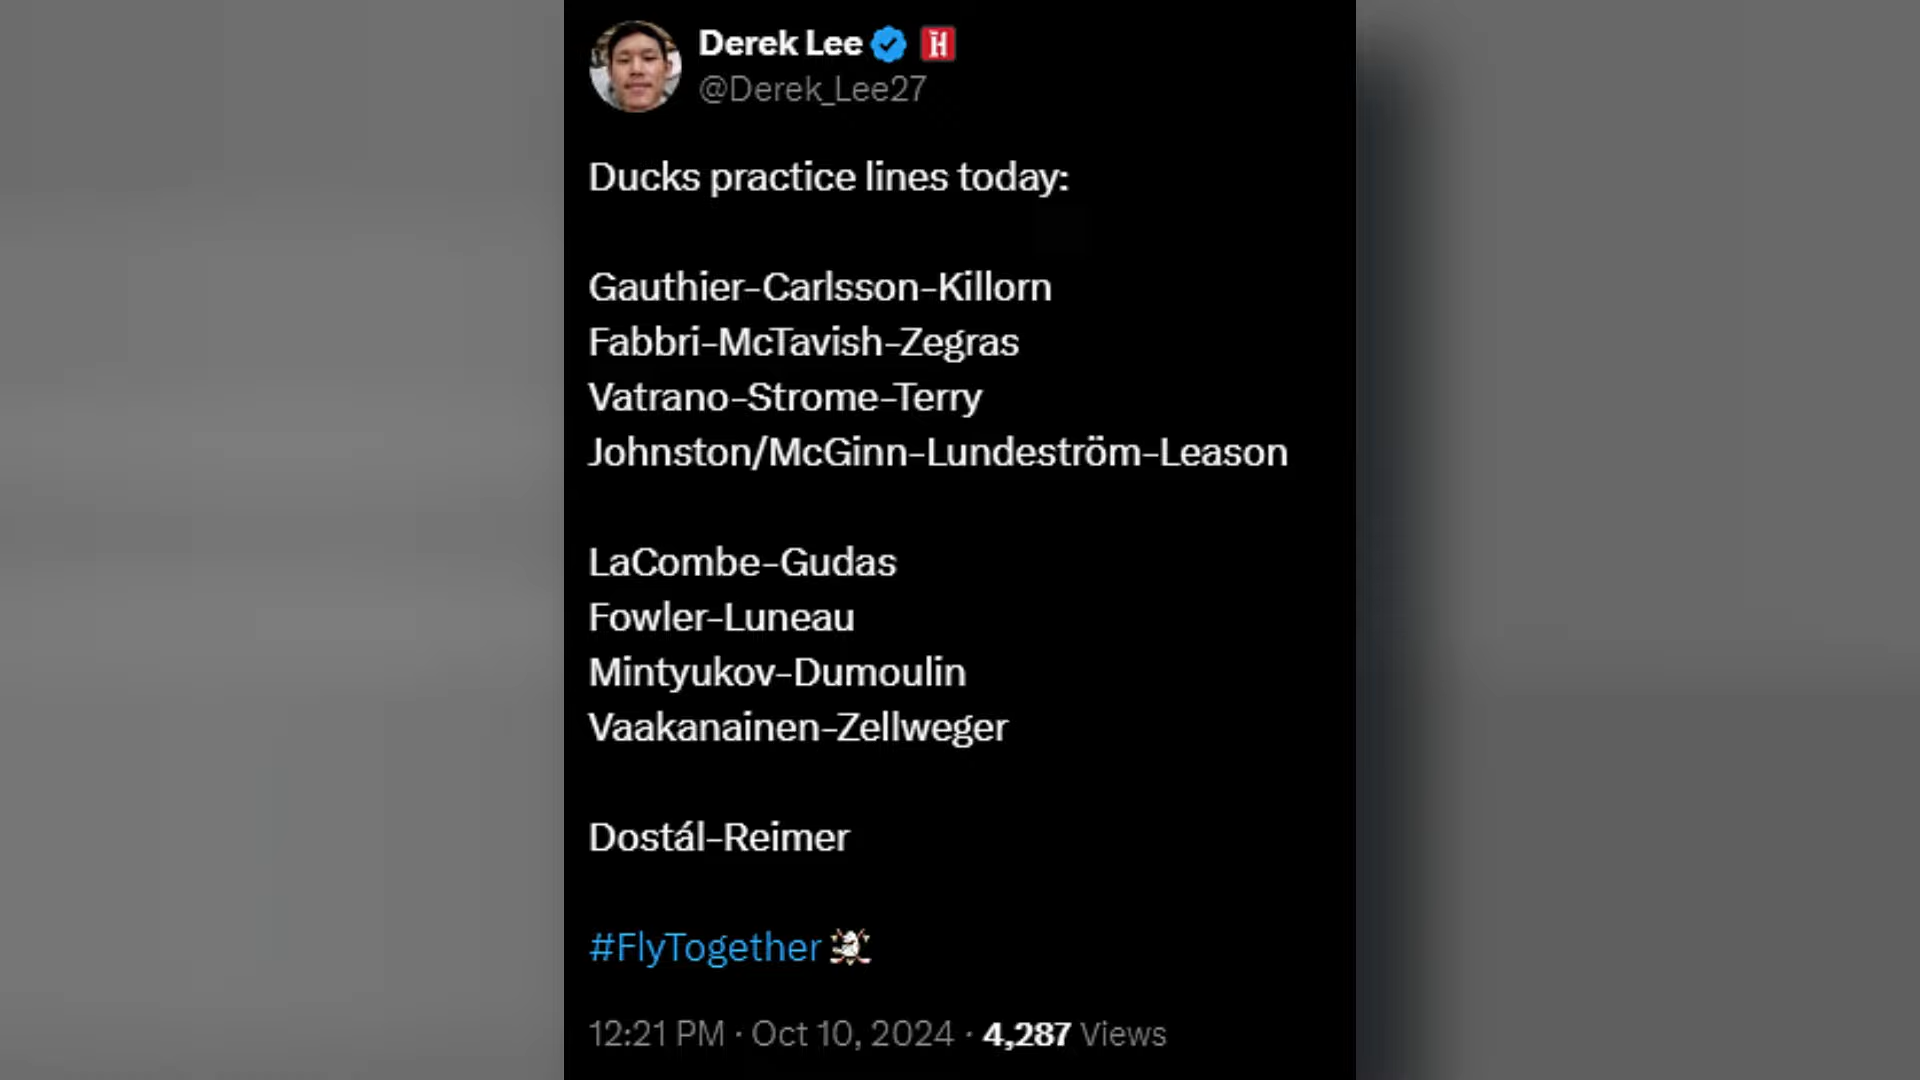 Derek Lee
@Derek_Lee27
Ducks practice lines today:
Gauthier-Carlsson-Killorn
Fabbri-McTavish-Zegras
Vatrano-Strome-Terry
Johnston/McGinn-Lundeström-Leason
LaCombe-Gudas
Fowler-Luneau
Mintyukov-Dumoulin
Vaakanainen-Zellweger
Dostál-Reimer
#FlyTogether
12:21 PM · Oct 10, 2024 · 4,287 Views